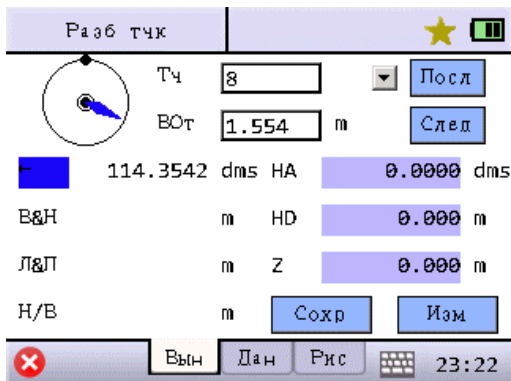 Разб тчк
Тч 8 Посл
ВОт 1.554 m След
← 114.3542 dms HA 0.0000 dms
В&Н m HD 0.000 m
Л&П m Z 0.000 m
Н/В m Сохр Изм
Вын Дан Рис 23:22